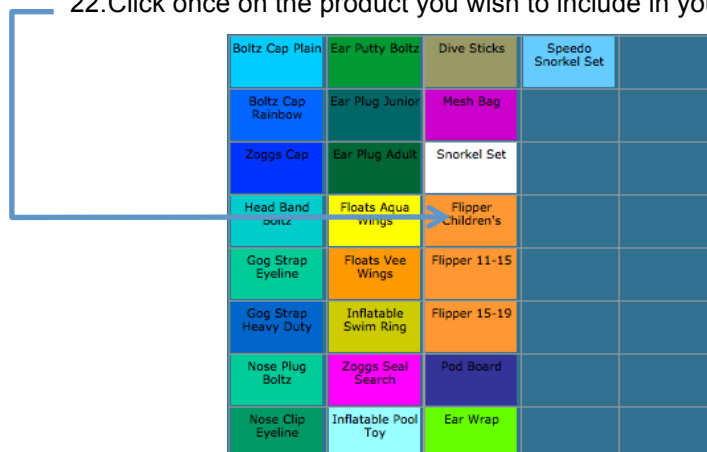 22.Click once on the product you wish to include in you
Boltz Cap Plain Ear Putty Boltz Dive Sticks Speedo
Snorkel Set
Boltz Cap
Rainbow
Ear Plug Junior Mesh Bag
Zoggs Cap Ear Plug Adult Snorkel Set
Head Band
Boltz
Floats Aqua
Wings
Flipper
Children's
Gog Strap
Eyeline
Floats Vee
Wings
Flipper 11-15
Gog Strap
Heavy Duty
Inflatable
Swim Ring
Flipper 15-19
Nose Plug
Boltz
Zoggs Seal
Search
Pod Board
Nose Clip
Eyeline
Inflatable Pool
Toy
Ear Wrap